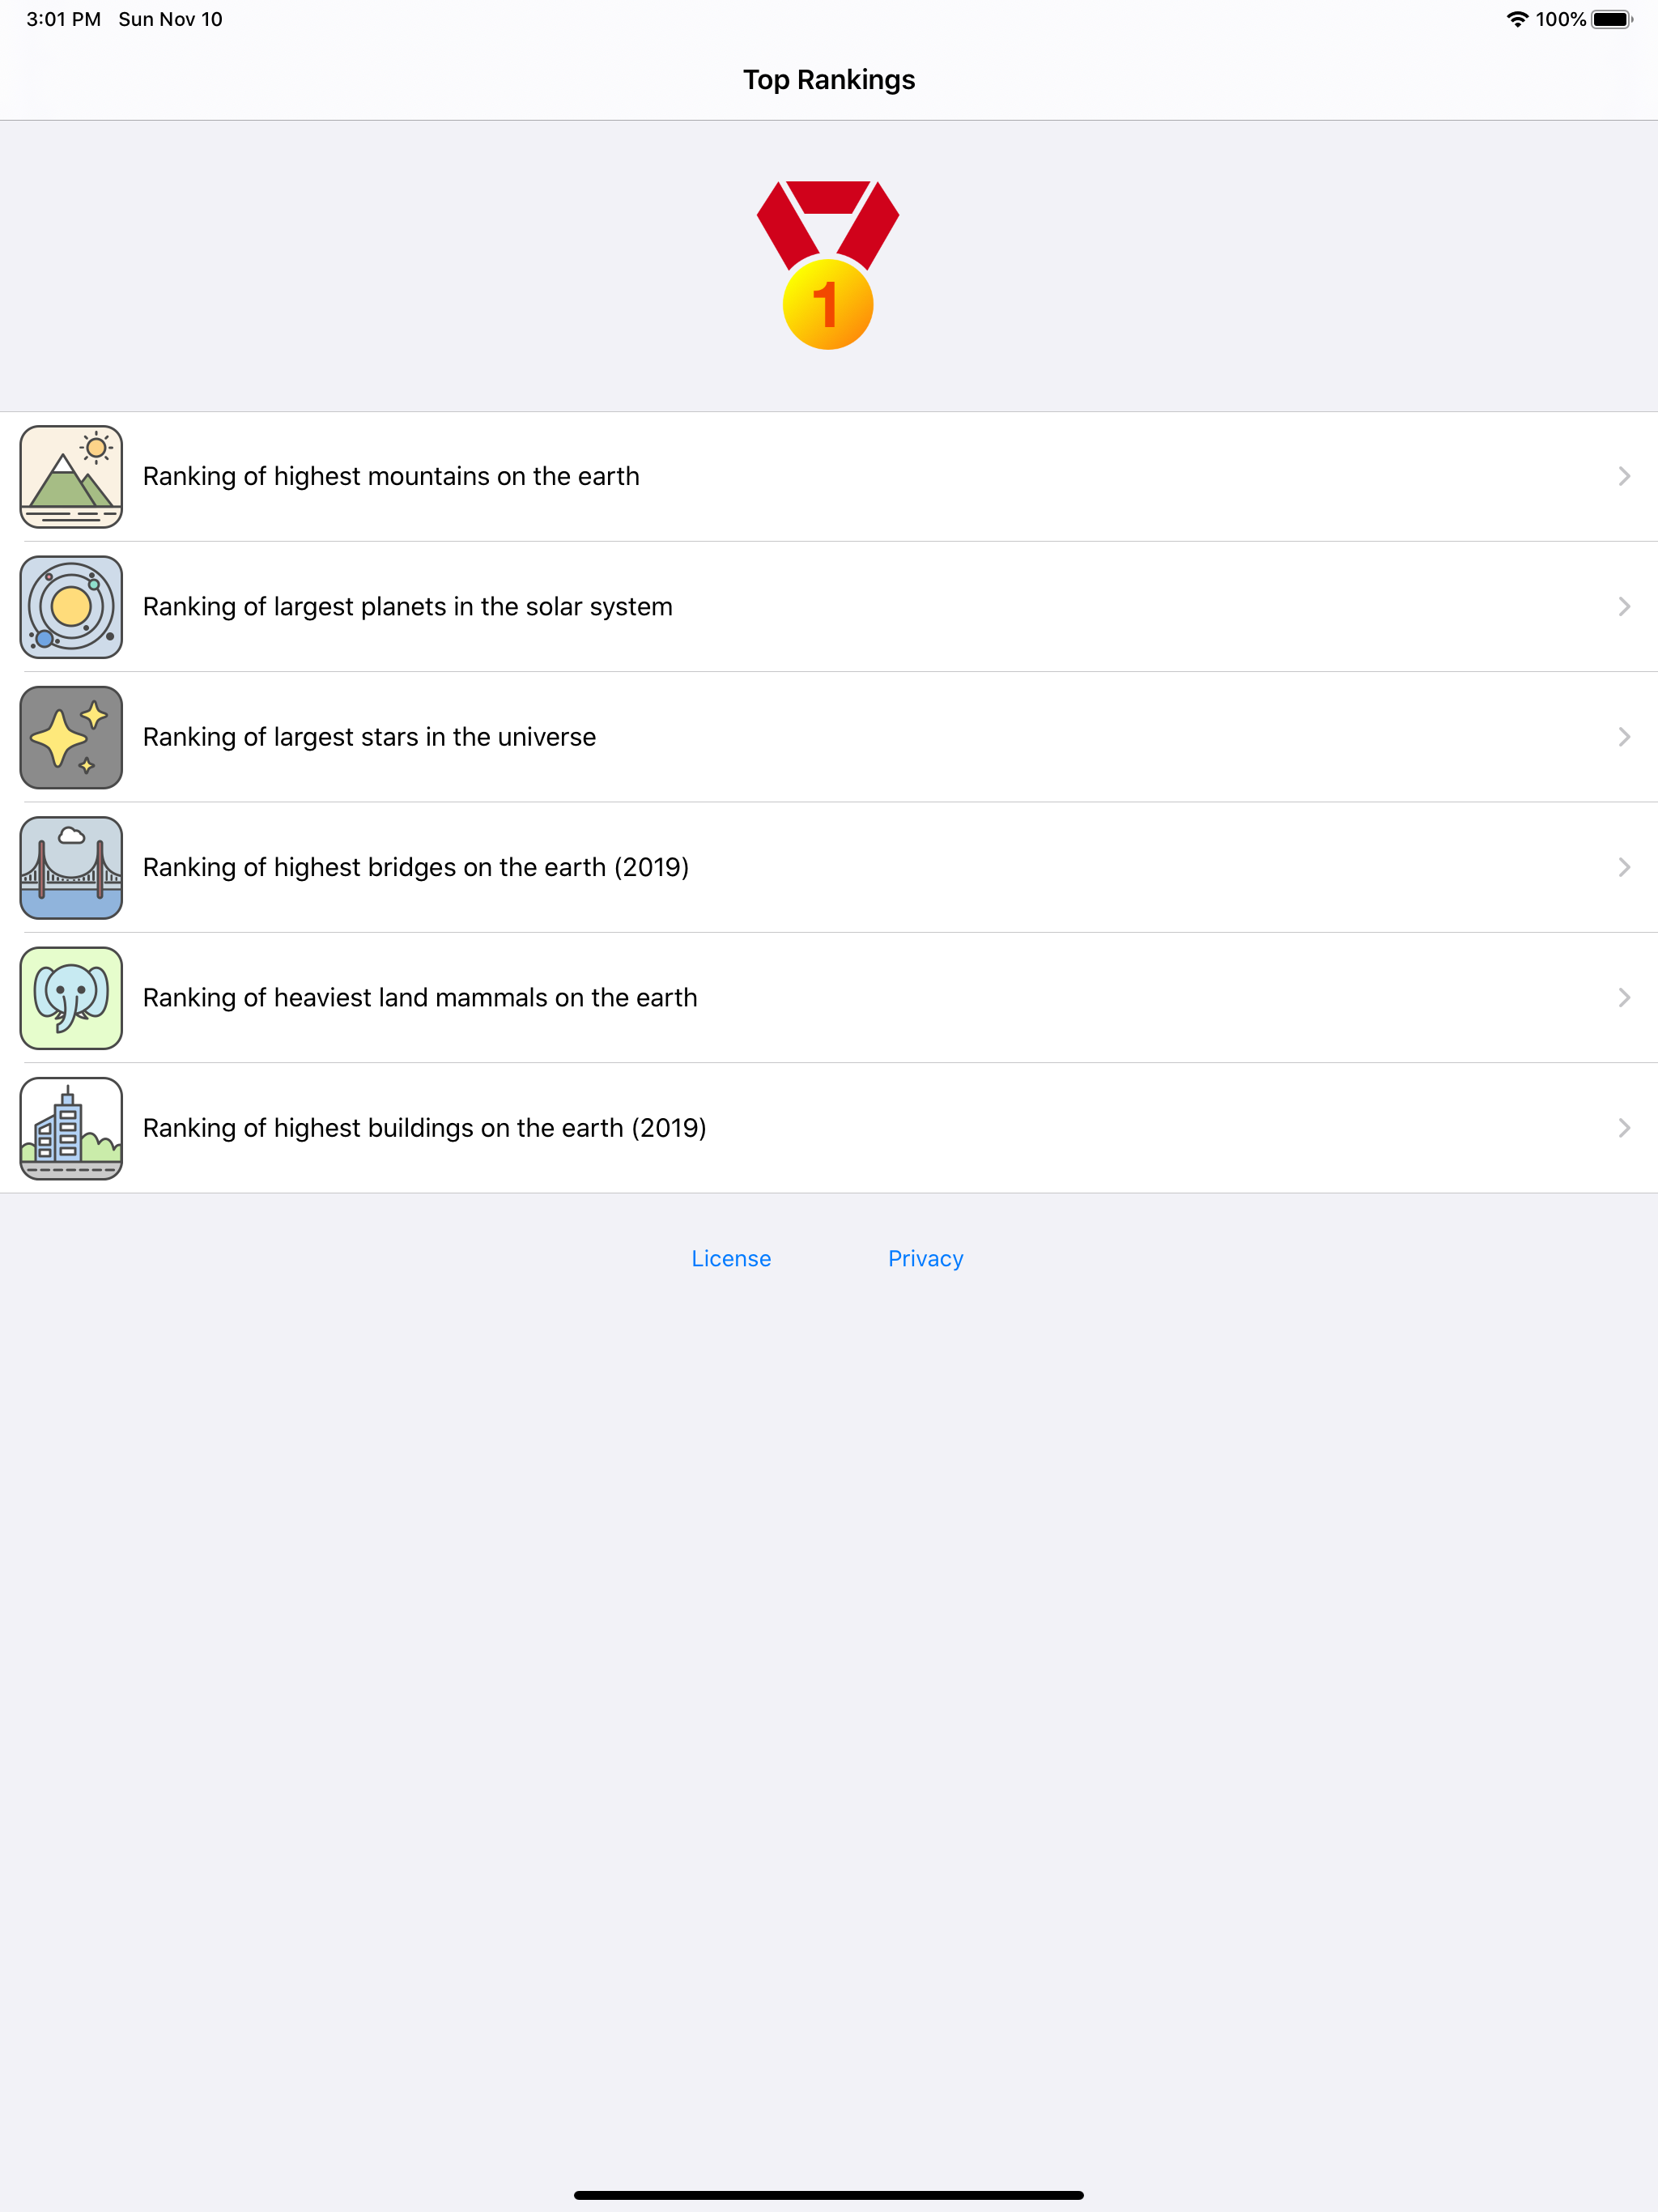 3:01 PM Sun Nov 10 100%
Top Rankings
1
Ranking of highest mountains on the earth
Ranking of largest planets in the solar system
Ranking of largest stars in the universe
Ranking of highest bridges on the earth (2019)
Ranking of heaviest land mammals on the earth
Ranking of highest buildings on the earth (2019)
License Privacy